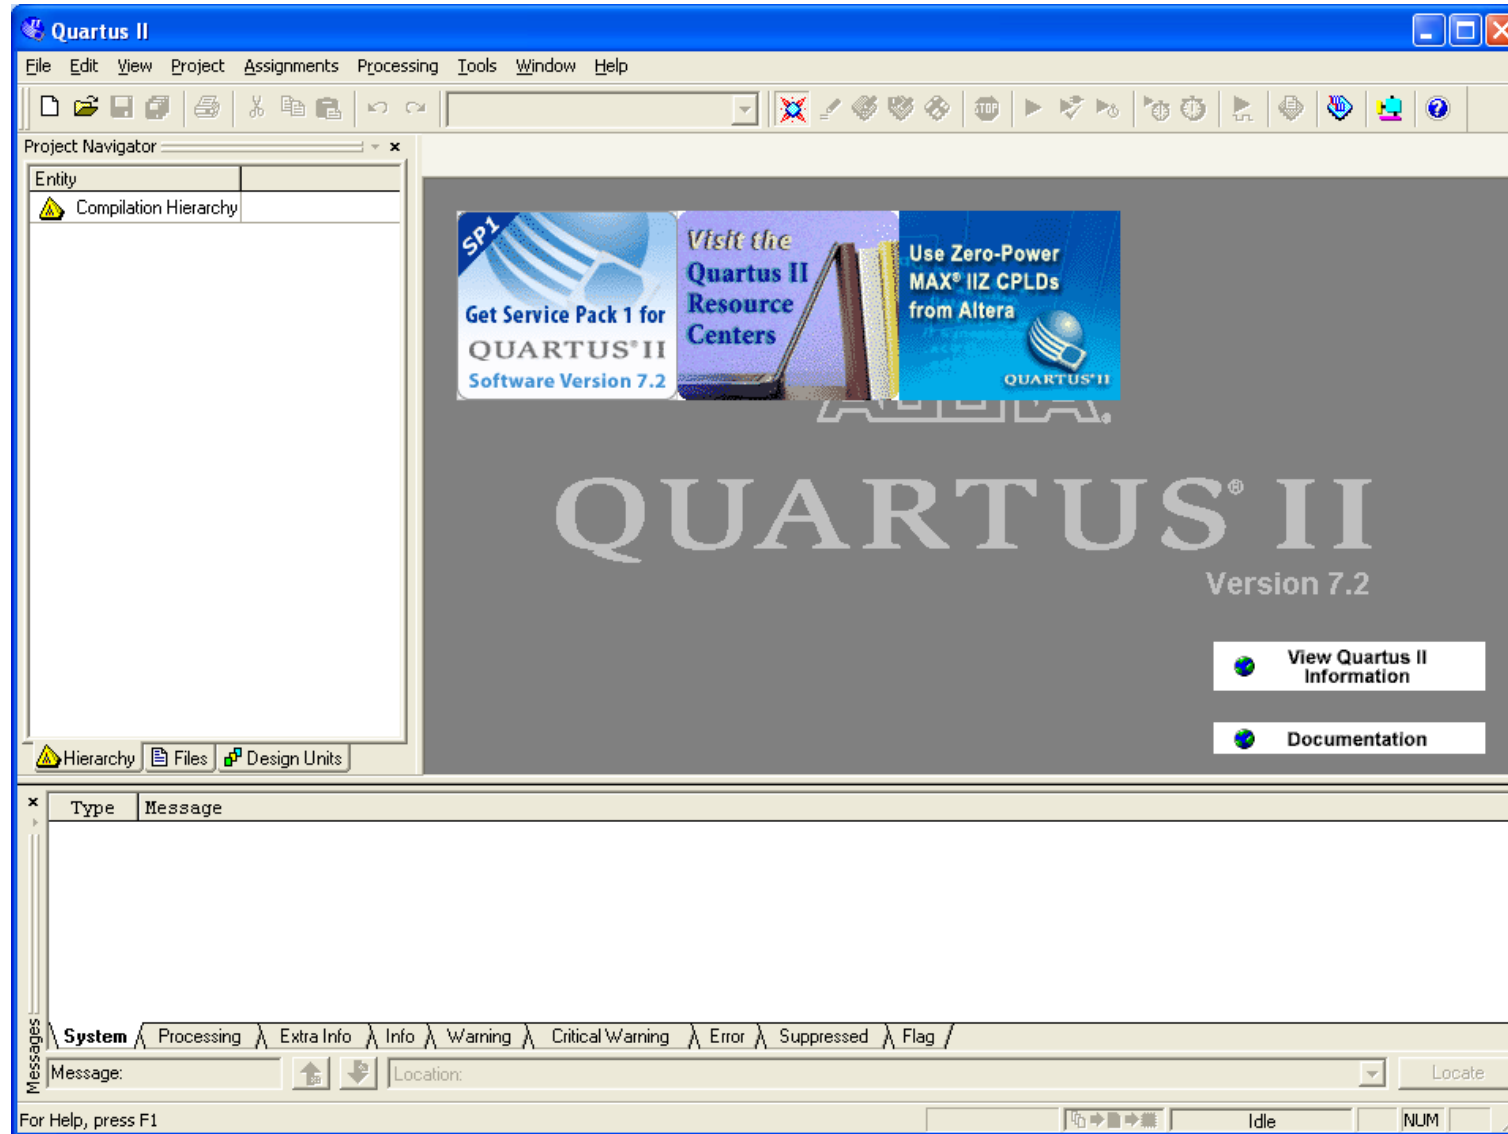 Quartus II
File Edit View Project Assignments Processing Tools Window Help
STOP
Project Navigator
Entity
Compilation Hierarchy
SP1
Get Service Pack 1 for
QUARTUS® II
Software Version 7.2
Visit the
Quartus II
Resource
Centers
Use Zero-Power
MAX® IIZ CPLDs
from Altera
QUARTUS® II
QUARTUS® II
Version 7.2
View Quartus II
Information
Documentation
Hierarchy Files Design Units
Type Message
System Processing Extra Info Info Warning Critical Warning Error Suppressed Flag
Messages
Message: Location: Locate
For Help, press F1 Idle NUM